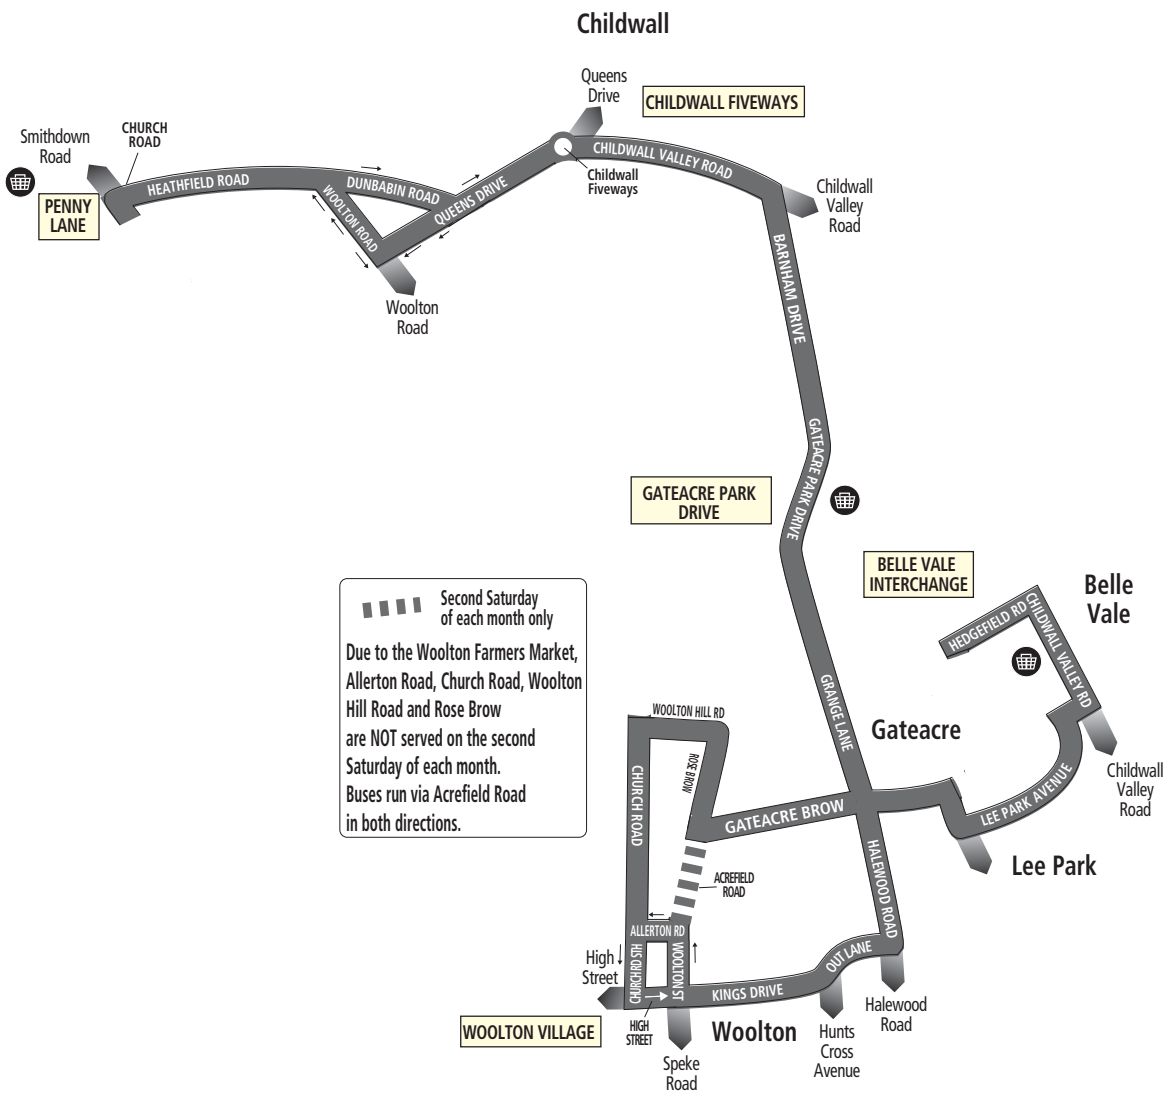 Childwall
Queens
Drive
CHILDWALL FIVEWAYS
Smithdown
Road
CHURCH
ROAD
PENNY
LANE
HEATHFIELD ROAD
DUNBABIN ROAD
WOOLTON ROAD
QUEENS DRIVE
Woolton
Road
Childwall
Fiveways
CHILDWALL VALLEY ROAD
Childwall
Valley
Road
BARNHAM DRIVE
GATEACRE PARK DRIVE
GATEACRE PARK
DRIVE
BELLE VALE
INTERCHANGE
Belle
Vale
HEDGEFIELD RD
CHILDWALL VALLEY RD
Second Saturday
of each month only
Due to the Woolton Farmers Market,
Allerton Road, Church Road, Woolton
Hill Road and Rose Brow
are NOT served on the second
Saturday of each month.
Buses run via Acrefield Road
in both directions.
GRANGE LANE
Gateacre
WOOLTON HILL RD
ROSE BROW
CHURCH ROAD
GATEACRE BROW
LEE PARK AVENUE
Childwall
Valley
Road
Lee Park
HALEWOOD ROAD
ACREFIELD
ROAD
ALLERTON RD
CHURCH RD STH
WOOLTON ST
High
Street
HIGH
STREET
KINGS DRIVE
OUT LANE
WOOLTON VILLAGE
Woolton
Speke
Road
Hunts
Cross
Avenue
Halewood
Road